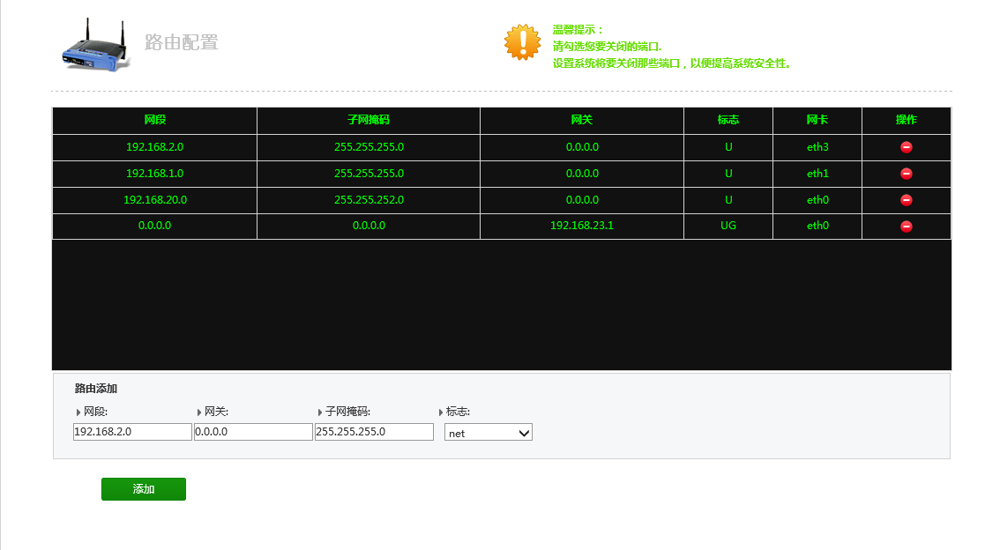 路由配置
温馨提示：
请勾选您要关闭的端口.
设置系统将要关闭那些端口，以便提高系统安全性。
网段 子网掩码 网关 标志 网卡 操作
192.168.2.0 255.255.255.0 0.0.0.0 U eth3
192.168.1.0 255.255.255.0 0.0.0.0 U eth1
192.168.20.0 255.255.252.0 0.0.0.0 U eth0
0.0.0.0 0.0.0.0 192.168.23.1 UG eth0
路由添加
网段: 网关: 子网掩码: 标志:
192.168.2.0 0.0.0.0 255.255.255.0 net
添加